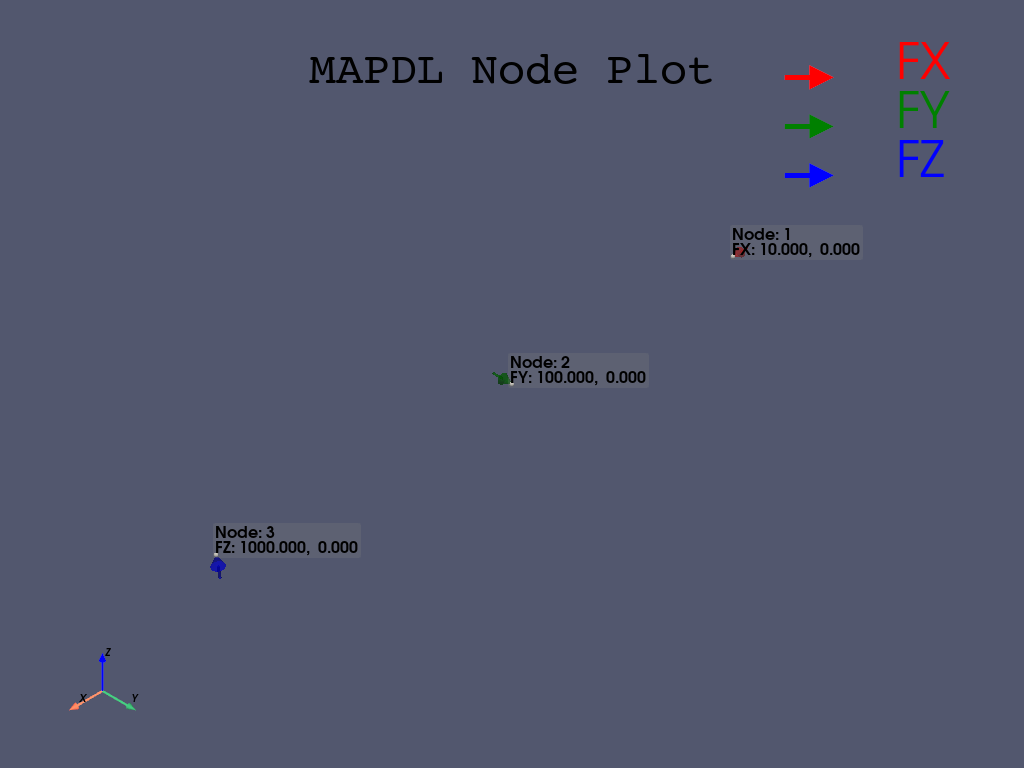 MAPDL Node Plot
FX
FY
FZ
Node: 1
FX: 10.000, 0.000
Node: 2
FY: 100.000, 0.000
Node: 3
FZ: 1000.000, 0.000
Z
X
Y